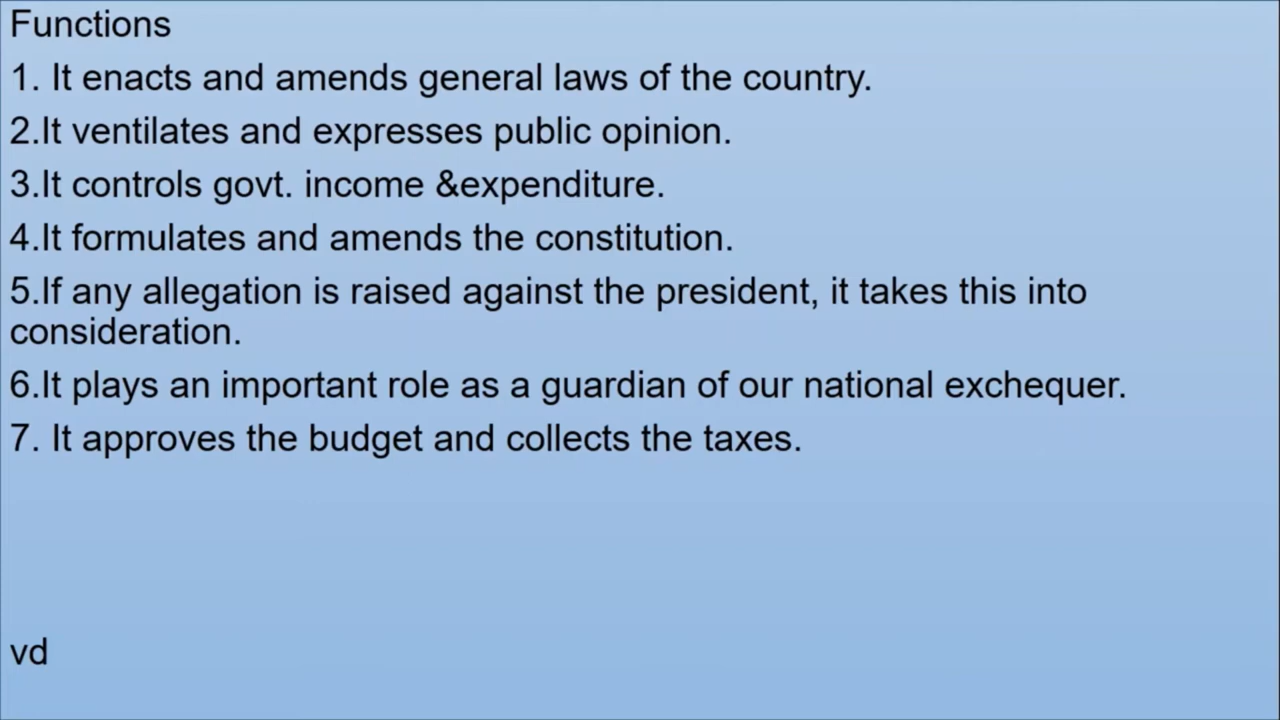 Functions
1. It enacts and amends general laws of the country.
2.It ventilates and expresses public opinion.
3.It controls govt. income &expenditure.
4.It formulates and amends the constitution.
5.If any allegation is raised against the president, it takes this into
consideration.
6.It plays an important role as a guardian of our national exchequer.
7. It approves the budget and collects the taxes.
vd